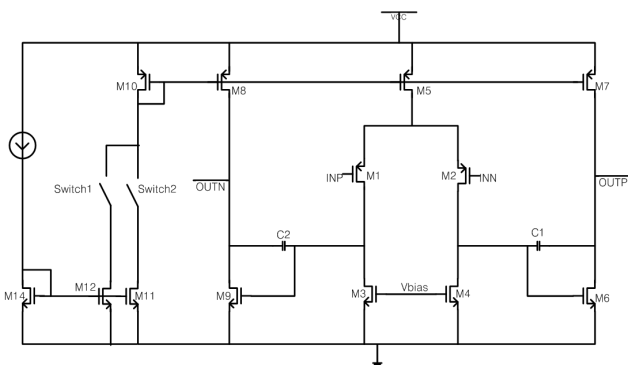 vcc
M10
M8
M5
M7
Switch1
Switch2
OUTN
INP
M1
M2
INN
OUTP
C2
C1
M14
M12
M11
M9
M3
Vbias
M4
M6